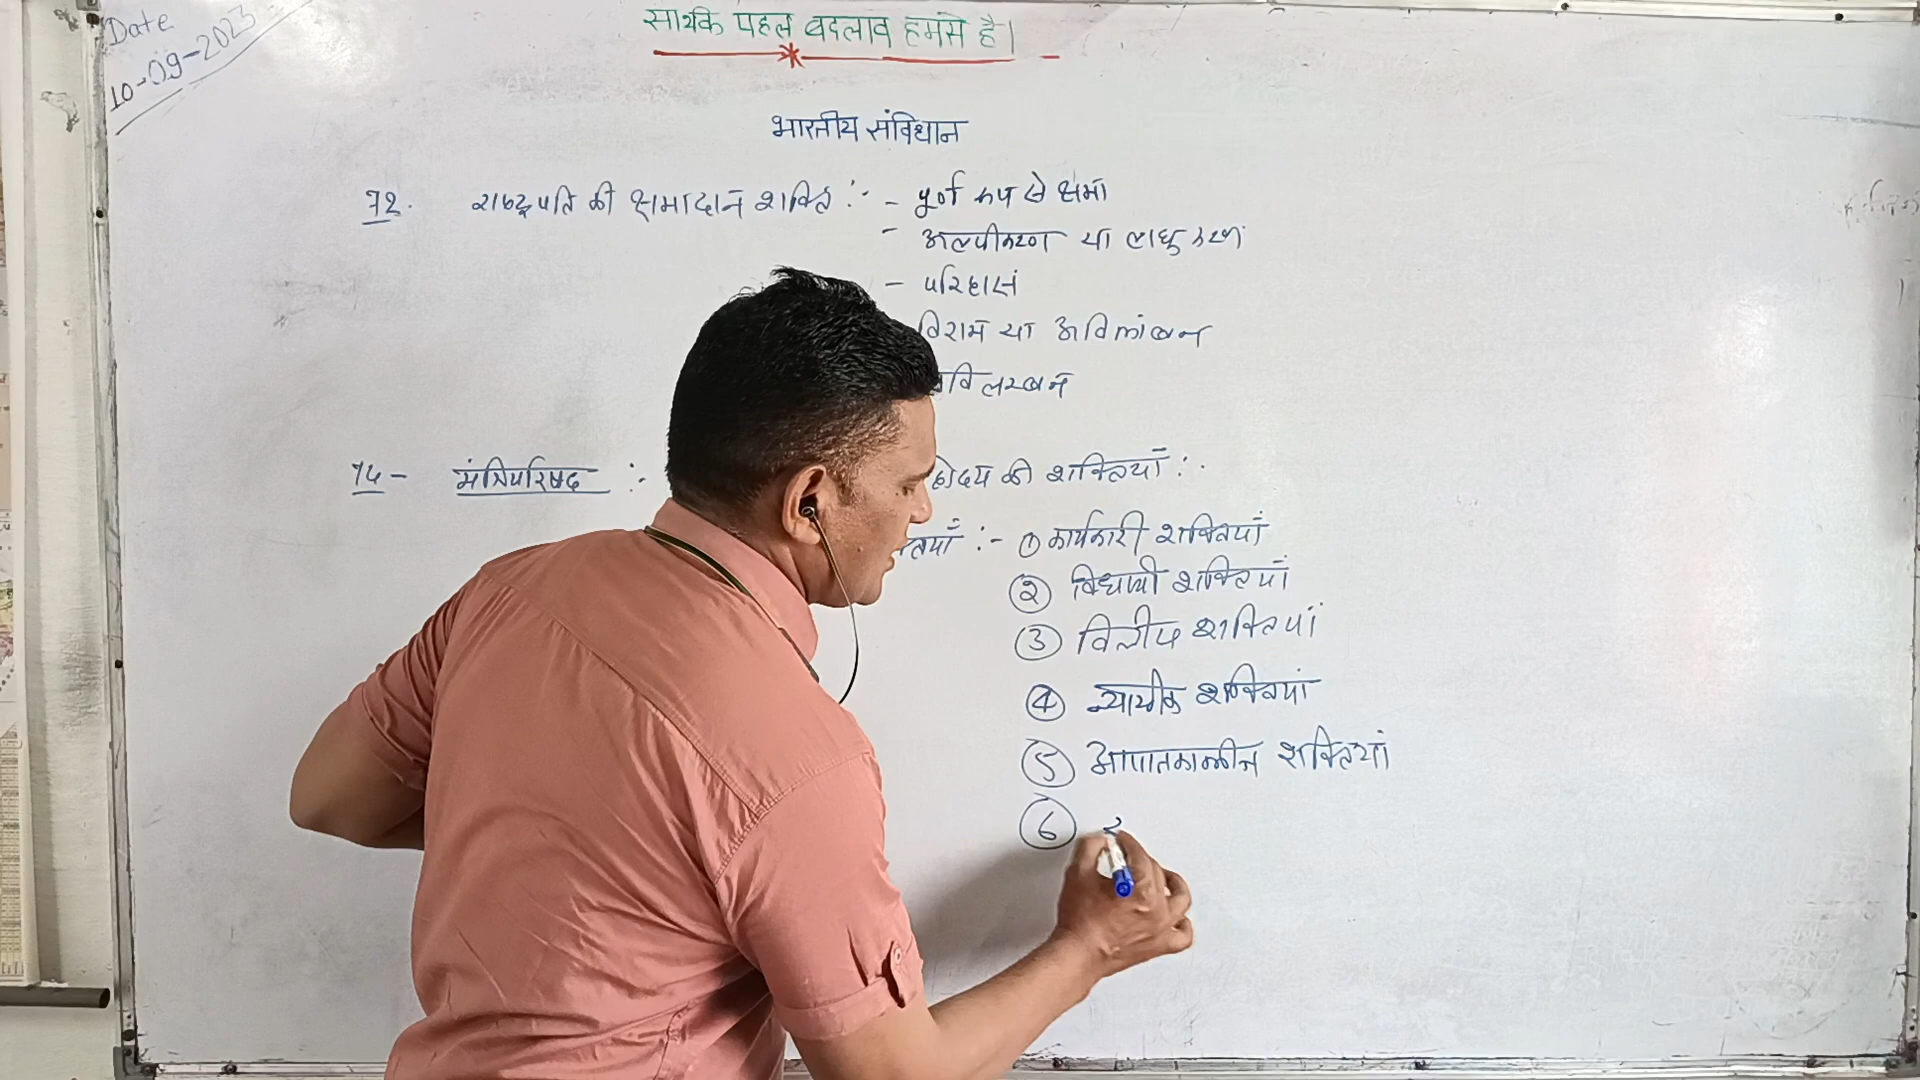 Date
10-09-2023
सार्थक पहल बदलाव हमसे है।
भारतीय संविधान
72. राष्ट्रपति की क्षमादान शक्ति :- - पूर्ण रूप से क्षमा
- अल्पीकरण या लाघु करण
- परिहास
विराम या अविलांबन
विलम्बन
74- मंत्रिपरिषद :- होदय की शक्तियाँ :-
क्तियाँ :- ① कार्यकारी शक्तियाँ
② विधायी शक्तियाँ
③ वित्तीय शक्तियां
④ न्यायीक शक्तियां
⑤ आपातकालीन शक्तियां
⑥